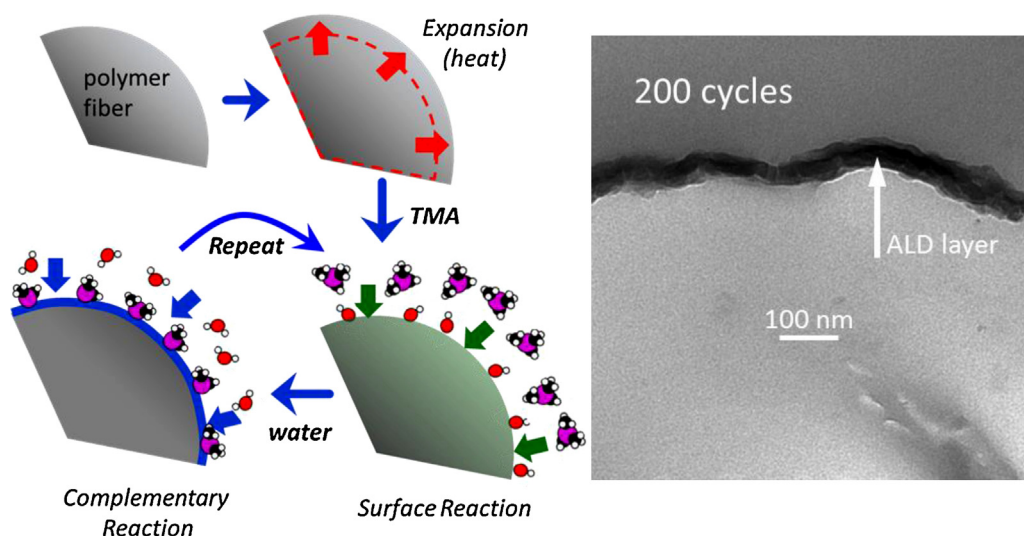 polymer
fiber
Expansion
(heat)
TMA
Repeat
water
Complementary
Reaction
Surface Reaction
200 cycles
ALD layer
100 nm